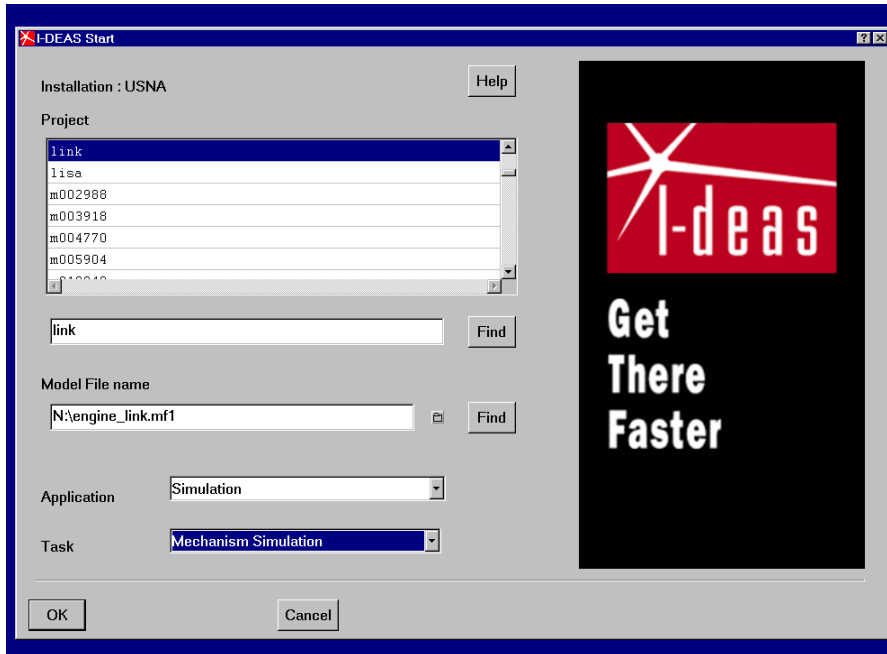 I-DEAS Start
Installation : USNA
Help
Project
link
lisa
m002988
m003918
m004770
m005904
link
Find
Model File name
N:\engine_link.mf1
Find
Application
Simulation
Task
Mechanism Simulation
OK
Cancel
I-deas
Get
There
Faster